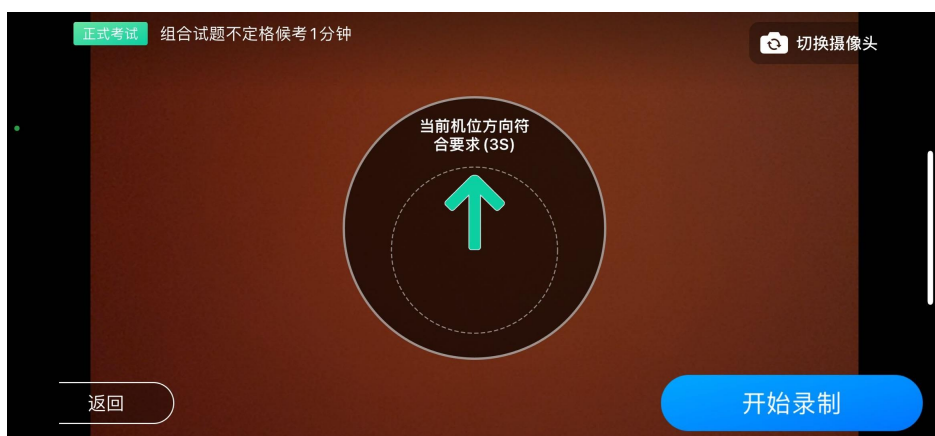 正式考试 组合试题不定格候考1分钟
切换摄像头
当前机位方向符
合要求(3S)
返回
开始录制